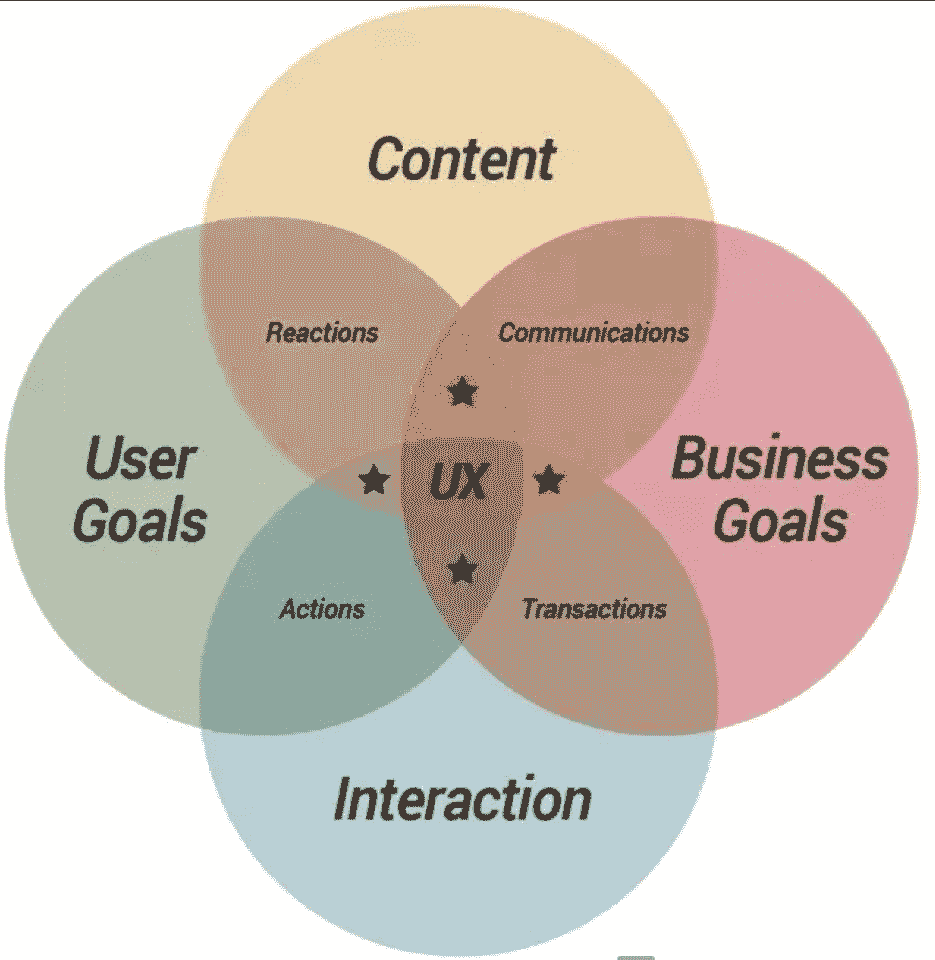 Content
Reactions
Communications
User
Goals
UX
Business
Goals
Actions
Transactions
Interaction